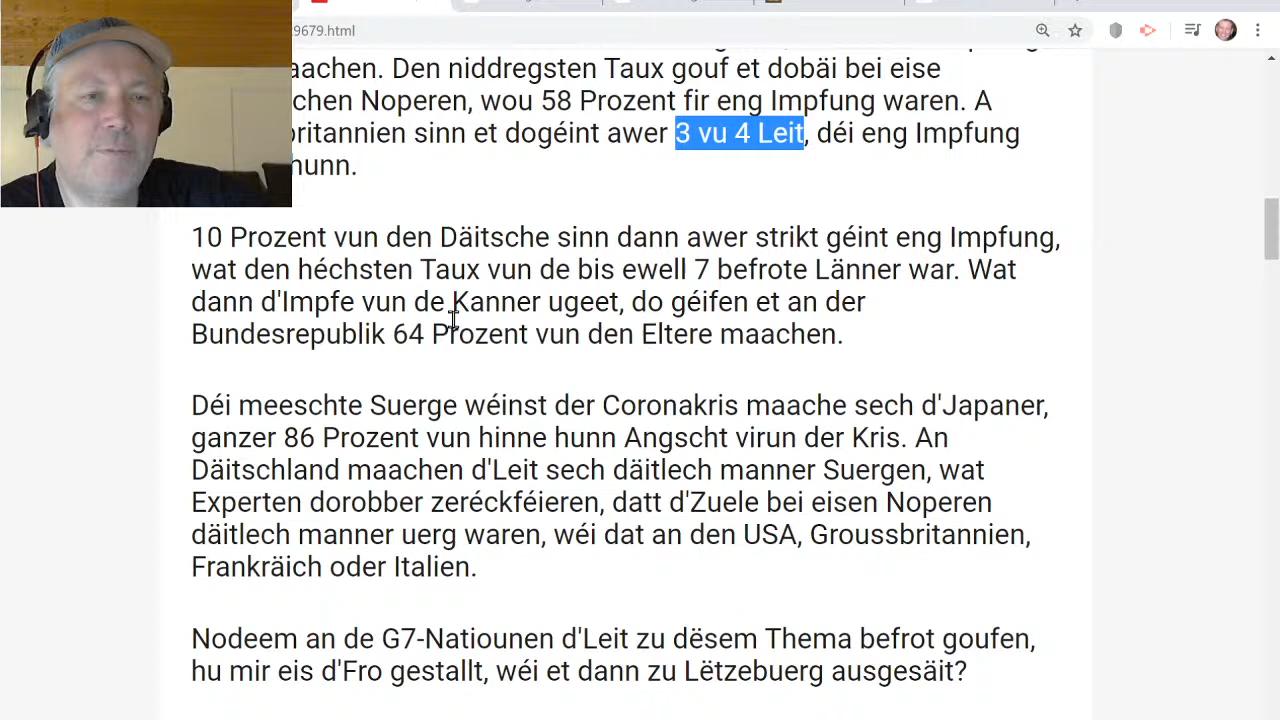 9679.html
aachen. Den niddregsten Taux gouf et dobäi bei eise
chen Noperen, wou 58 Prozent fir eng Impfung waren. A
britannien sinn et dogéint awer 3 vu 4 Leit, déi eng Impfung
hunn.
10 Prozent vun den Däitsche sinn dann awer strikt géint eng Impfung,
wat den héchsten Taux vun de bis ewell 7 befrote Länner war. Wat
dann d'Impfe vun de Kanner ugeet, do géifen et an der
Bundesrepublik 64 Prozent vun den Eltere maachen.
Déi meeschte Suerge wéinst der Coronakris maache sech d'Japaner,
ganzer 86 Prozent vun hinne hunn Angscht virun der Kris. An
Däitschland maachen d'Leit sech däitlech manner Suergen, wat
Experten dorobber zeréckféieren, datt d'Zuele bei eisen Noperen
däitlech manner uerg waren, wéi dat an den USA, Groussbritannien,
Frankräich oder Italien.
Nodeem an de G7-Natiounen d'Leit zu dësem Thema befrot goufen,
hu mir eis d'Fro gestallt, wéi et dann zu Lëtzebuerg ausgesäit?